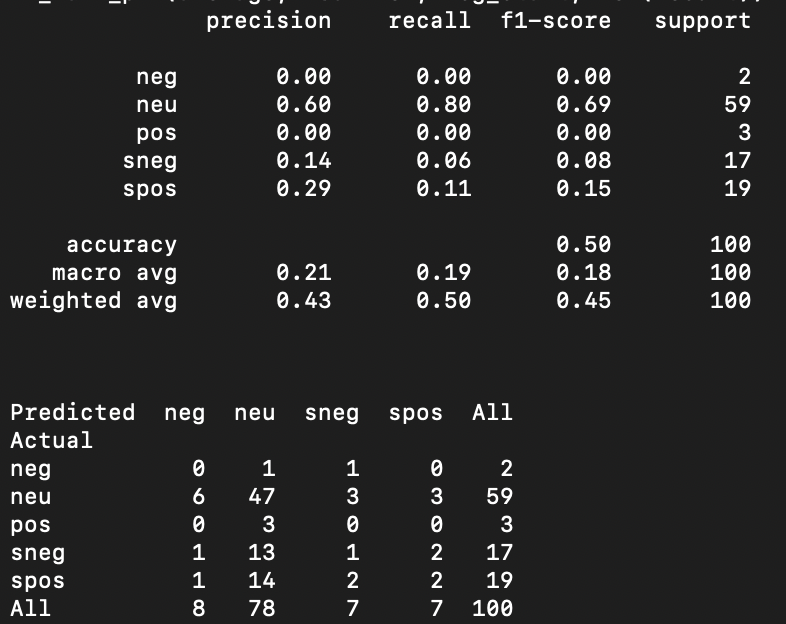 precision recall f1-score support
neg 0.00 0.00 0.00 2
neu 0.60 0.80 0.69 59
pos 0.00 0.00 0.00 3
sneg 0.14 0.06 0.08 17
spos 0.29 0.11 0.15 19
accuracy 0.50 100
macro avg 0.21 0.19 0.18 100
weighted avg 0.43 0.50 0.45 100
Predicted neg neu sneg spos All
Actual
neg 0 1 1 0 2
neu 6 47 3 3 59
pos 0 3 0 0 3
sneg 1 13 1 2 17
spos 1 14 2 2 19
All 8 78 7 7 100